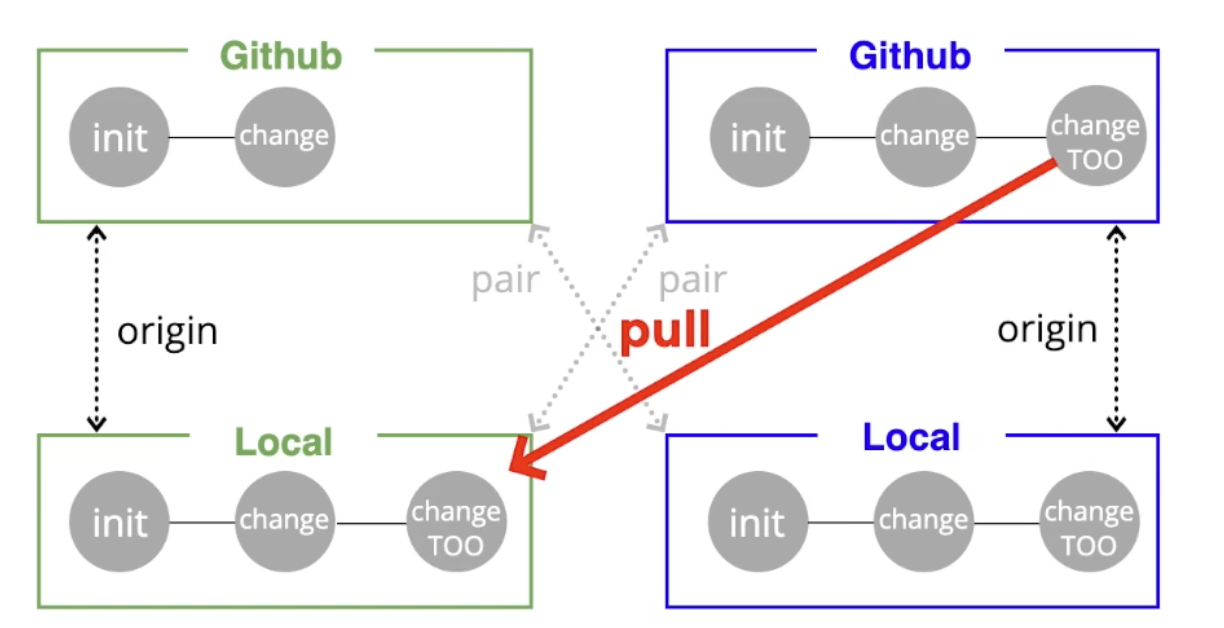 Github
Github
init
change
init
change
change
TOO
pair
pair
origin
pull
origin
Local
Local
init
change
change
TOO
init
change
change
TOO